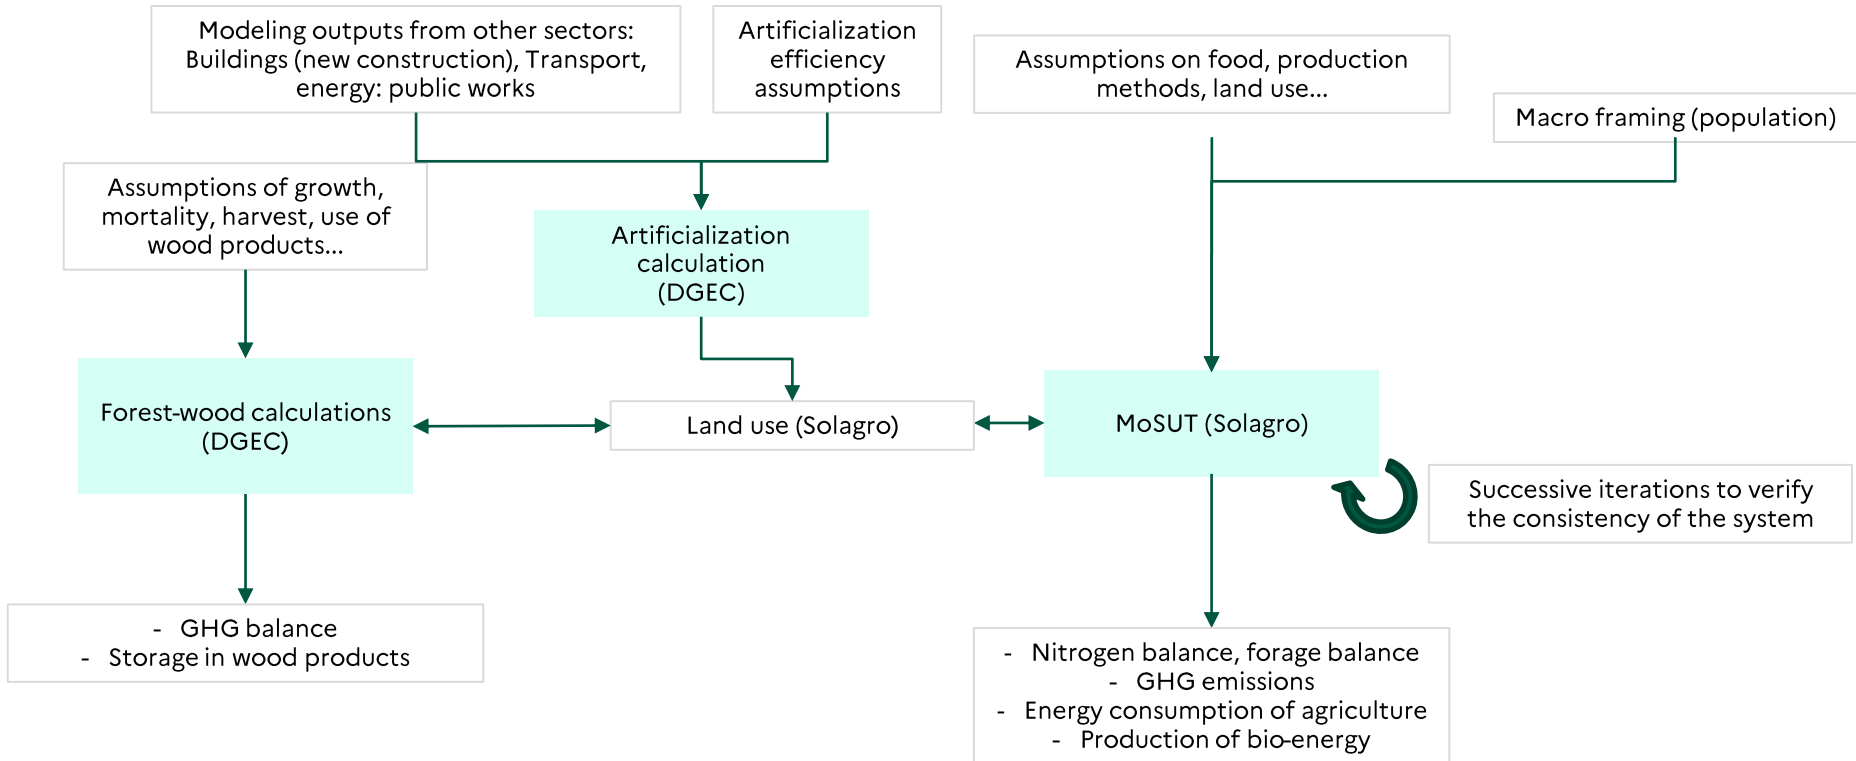 Modeling outputs from other sectors:
Buildings (new construction), Transport,
energy: public works
Artificialization
efficiency
assumptions
Assumptions on food, production
methods, land use...
Macro framing (population)
Assumptions of growth,
mortality, harvest, use of
wood products...
Artificialization
calculation
(DGEC)
Forest-wood calculations
(DGEC)
Land use (Solagro)
MoSUT (Solagro)
Successive iterations to verify
the consistency of the system
- GHG balance
- Storage in wood products
- Nitrogen balance, forage balance
- GHG emissions
- Energy consumption of agriculture
- Production of bio-energy